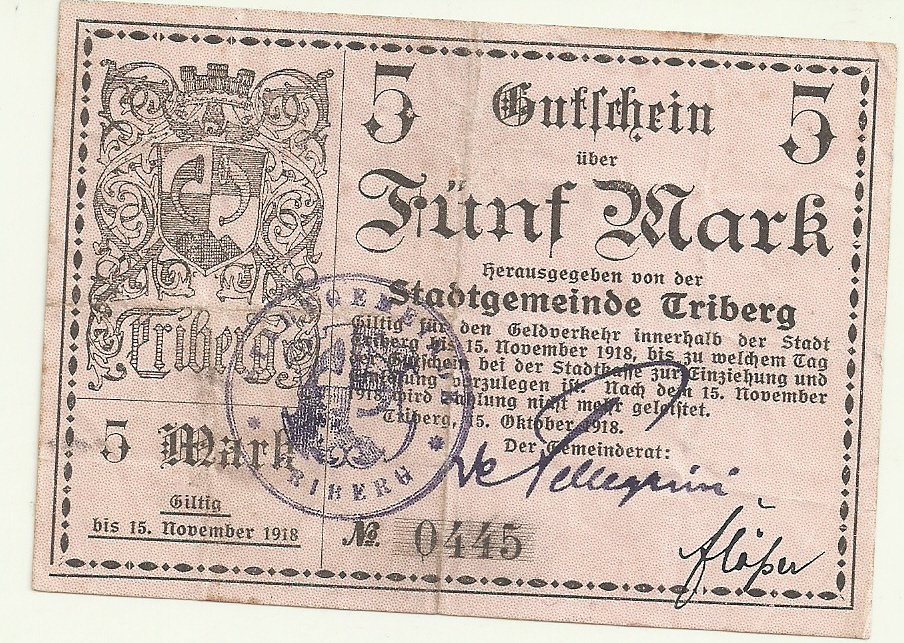 5 Gutschein 5
über
Fünf Mark
Herausgegeben von der
Stadtgemeinde Triberg
Giltig für den Geldverkehr innerhalb der Stadt
Triberg bis 15. November 1918, bis zu welchem Tag
der Gutschein bei der Stadtkasse zur Einziehung und
vorzulegen ist. Nach dem 15. November
1918 wird Zahlung nicht mehr geleistet.
Triberg, 15. Oktober 1918.
Der Gemeinderat:
De Pellegrini
Flößer
No. 0445
Triberg
5 Mark
Giltig
bis 15. November 1918
TRIBERG